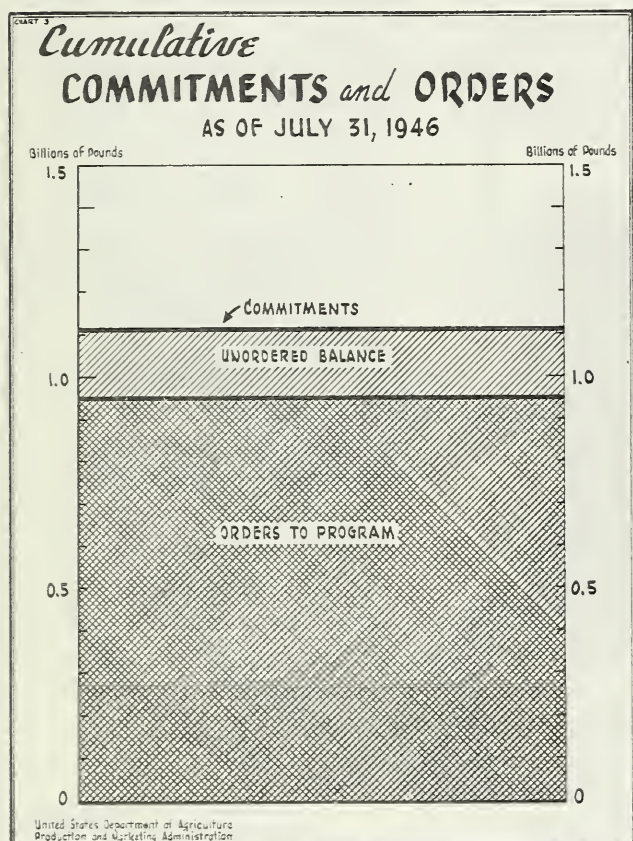 CHART 3
Cumulative
COMMITMENTS and ORDERS
AS OF JULY 31, 1946
Billions of Pounds
Billions of Pounds
1.5
1.5
COMMITMENTS
UNORDERED BALANCE
1.0
1.0
ORDERS TO PROGRAM
0.5
0.5
0
0
United States Department of Agriculture
Production and Marketing Administration